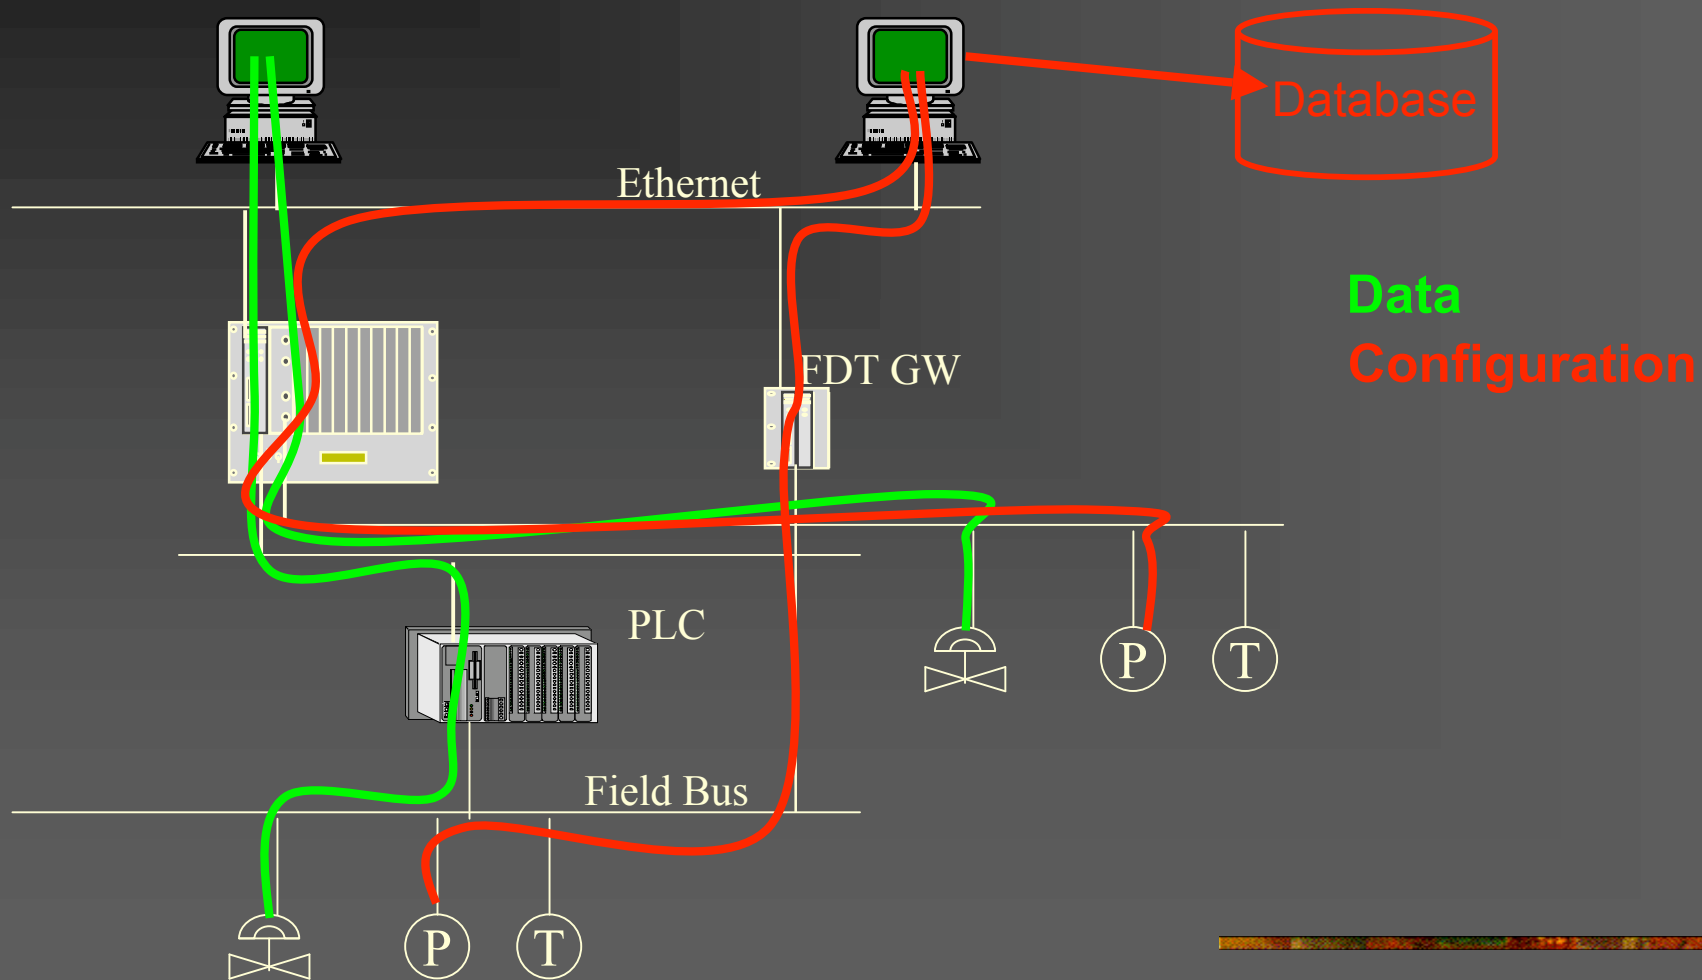 Database
Ethernet
Data
Configuration
FDT GW
PLC
P
T
Field Bus
P
T